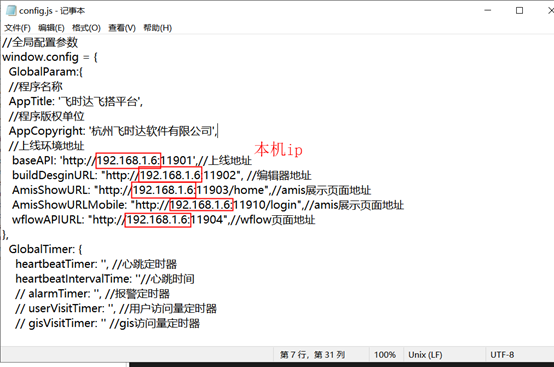 config.js - 记事本
文件(F) 编辑(E) 格式(O) 查看(V) 帮助(H)
//全局配置参数
window.config = {
GlobalParam:{
//程序名称
AppTitle: '飞时达飞搭平台',
//程序版权单位
AppCopyright: '杭州飞时达软件有限公司',
//上线环境地址
本机ip
baseAPI: 'http://192.168.1.6:11901',//上线地址
buildDesginURL: "http://192.168.1.6:11902", //编辑器地址
AmisShowURL: "http://192.168.1.6:11903/home",//amis展示页面地址
AmisShowURLMobile: "http://192.168.1.6:11910/login",//amis展示页面地址
wflowAPIURL: "http://192.168.1.6:11904",//wflow页面地址
},
GlobalTimer: {
heartbeatTimer: '', //心跳定时器
heartbeatIntervalTime: ''//心跳时间
// alarmTimer: '', //报警定时器
// userVisitTimer: '', //用户访问量定时器
// gisVisitTimer: '' //gis访问量定时器
第 7 行，第 31 列 100% Unix (LF) UTF-8